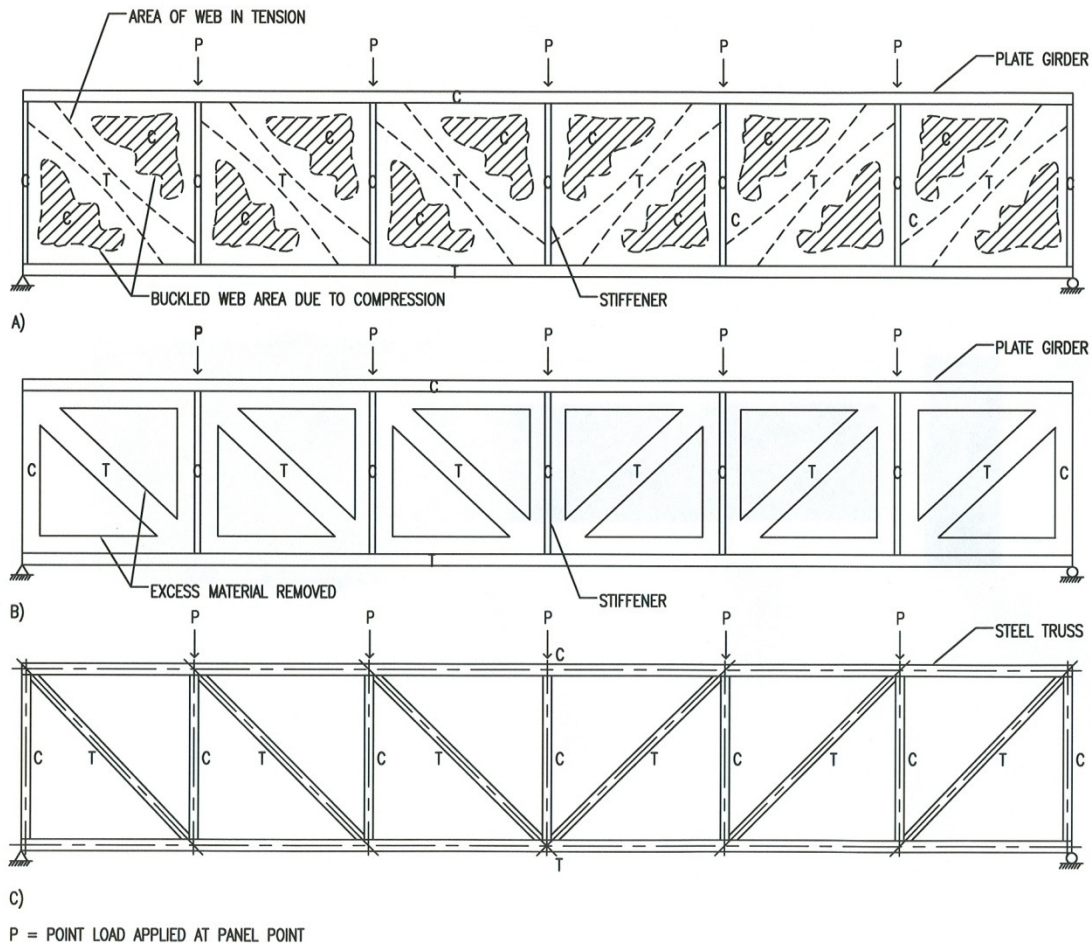 AREA OF WEB IN TENSION
P P P P P
PLATE GIRDER
C
C C C C C C
C T C C T C C T C C T C C T C C T C
C C
T
BUCKLED WEB AREA DUE TO COMPRESSION
STIFFENER
A)
P P P P P
PLATE GIRDER
C
C T C T C T C T C T C T C
T
EXCESS MATERIAL REMOVED
STIFFENER
B)
P P P P P
STEEL TRUSS
C
C T C T C T C T C T C T C
T
C)
P = POINT LOAD APPLIED AT PANEL POINT